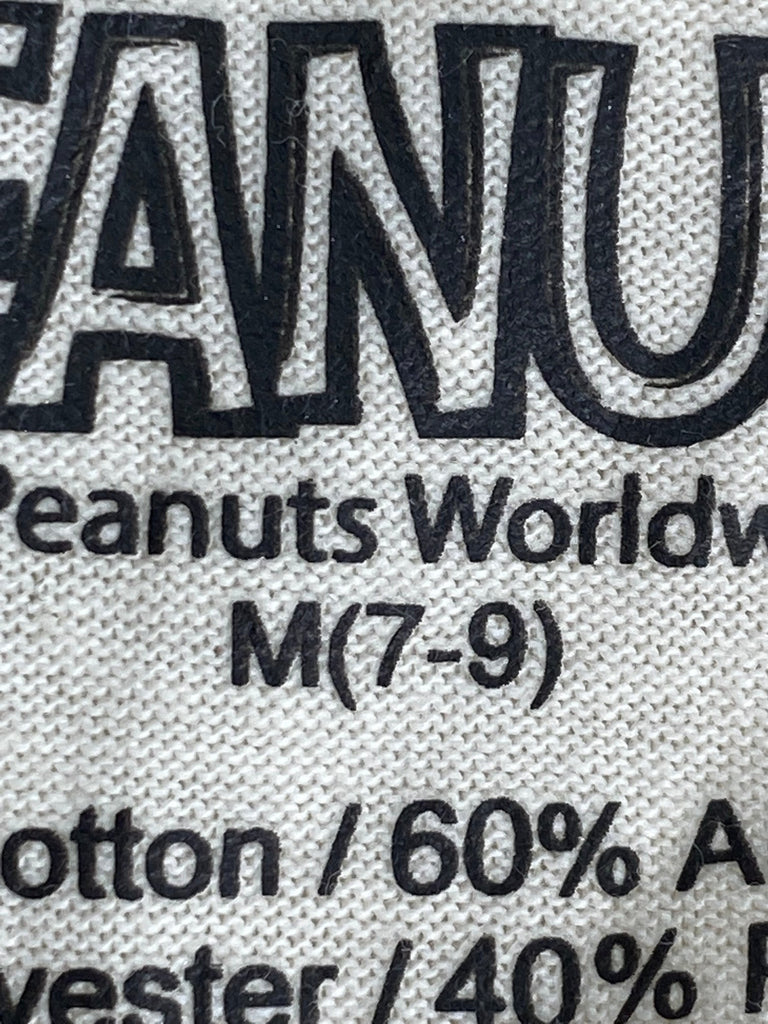 EANU
Peanuts Worldw
M(7-9)
otton / 60% A
yester / 40% P